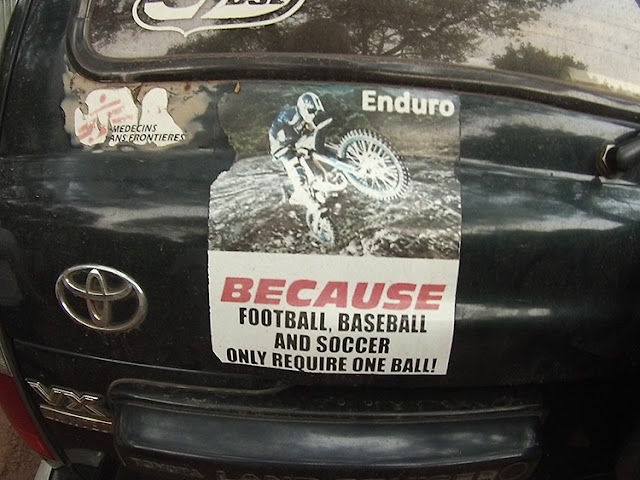 MEDECINS
ANS FRONTIERES
Enduro
BECAUSE
FOOTBALL, BASEBALL
AND SOCCER
ONLY REQUIRE ONE BALL!
VX